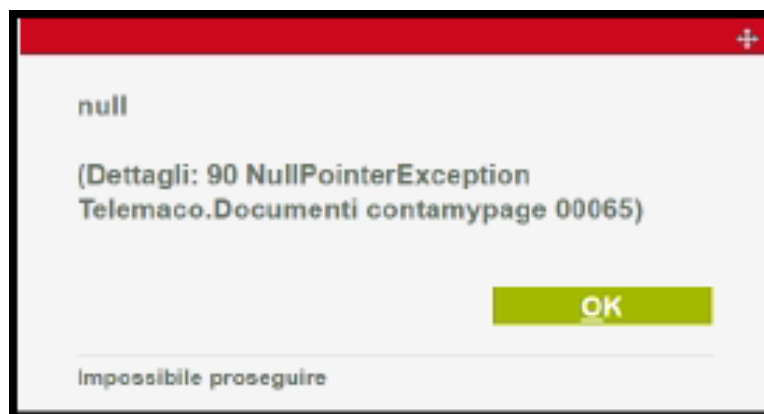 null
(Dettagli: 90 NullPointerException
Telemaco.Documenti contamypage 00065)
OK
Impossibile proseguire